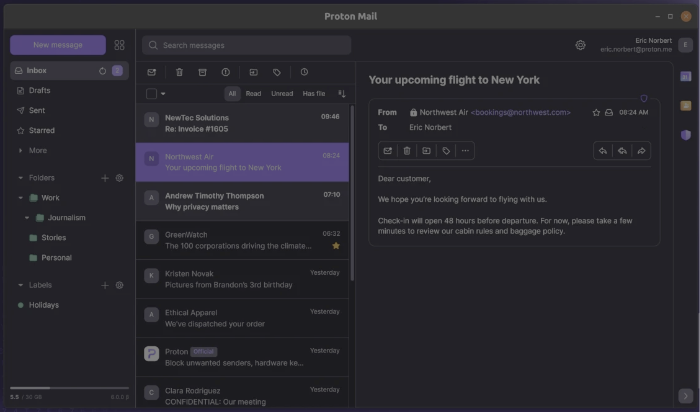 Proton Mail
New message
Search messages
Eric Norbert
eric.norbert@proton.me
E
Inbox
Drafts
Sent
Starred
More
Folders
Work
Journalism
Stories
Personal
Labels
Holidays
5.5 / 20 GB
All
Read
Unread
Has file
N
NewTec Solutions
09:46
Re: Invoice #1605
N
Northwest Air
08:24
Your upcoming flight to New York
A
Andrew Timothy Thompson
07:10
Why privacy matters
G
GreenWatch
06:32
The 100 corporations driving the climate...
K
Kristen Novak
Yesterday
Pictures from Brandon's 3rd birthday
A
Ethical Apparel
Yesterday
We've dispatched your order
Proton
Official
Yesterday
Block unwanted senders, hardware ke...
C
Clara Rodriguez
Yesterday
CONFIDENTIAL: Our meeting
Your upcoming flight to New York
From
Northwest Air <bookings@northwest.com>
08:24 AM
To
Eric Norbert
Dear customer,
We hope you're looking forward to flying with us.
Check-in will open 48 hours before departure. For now, please take a few
minutes to review our cabin rules and baggage policy.